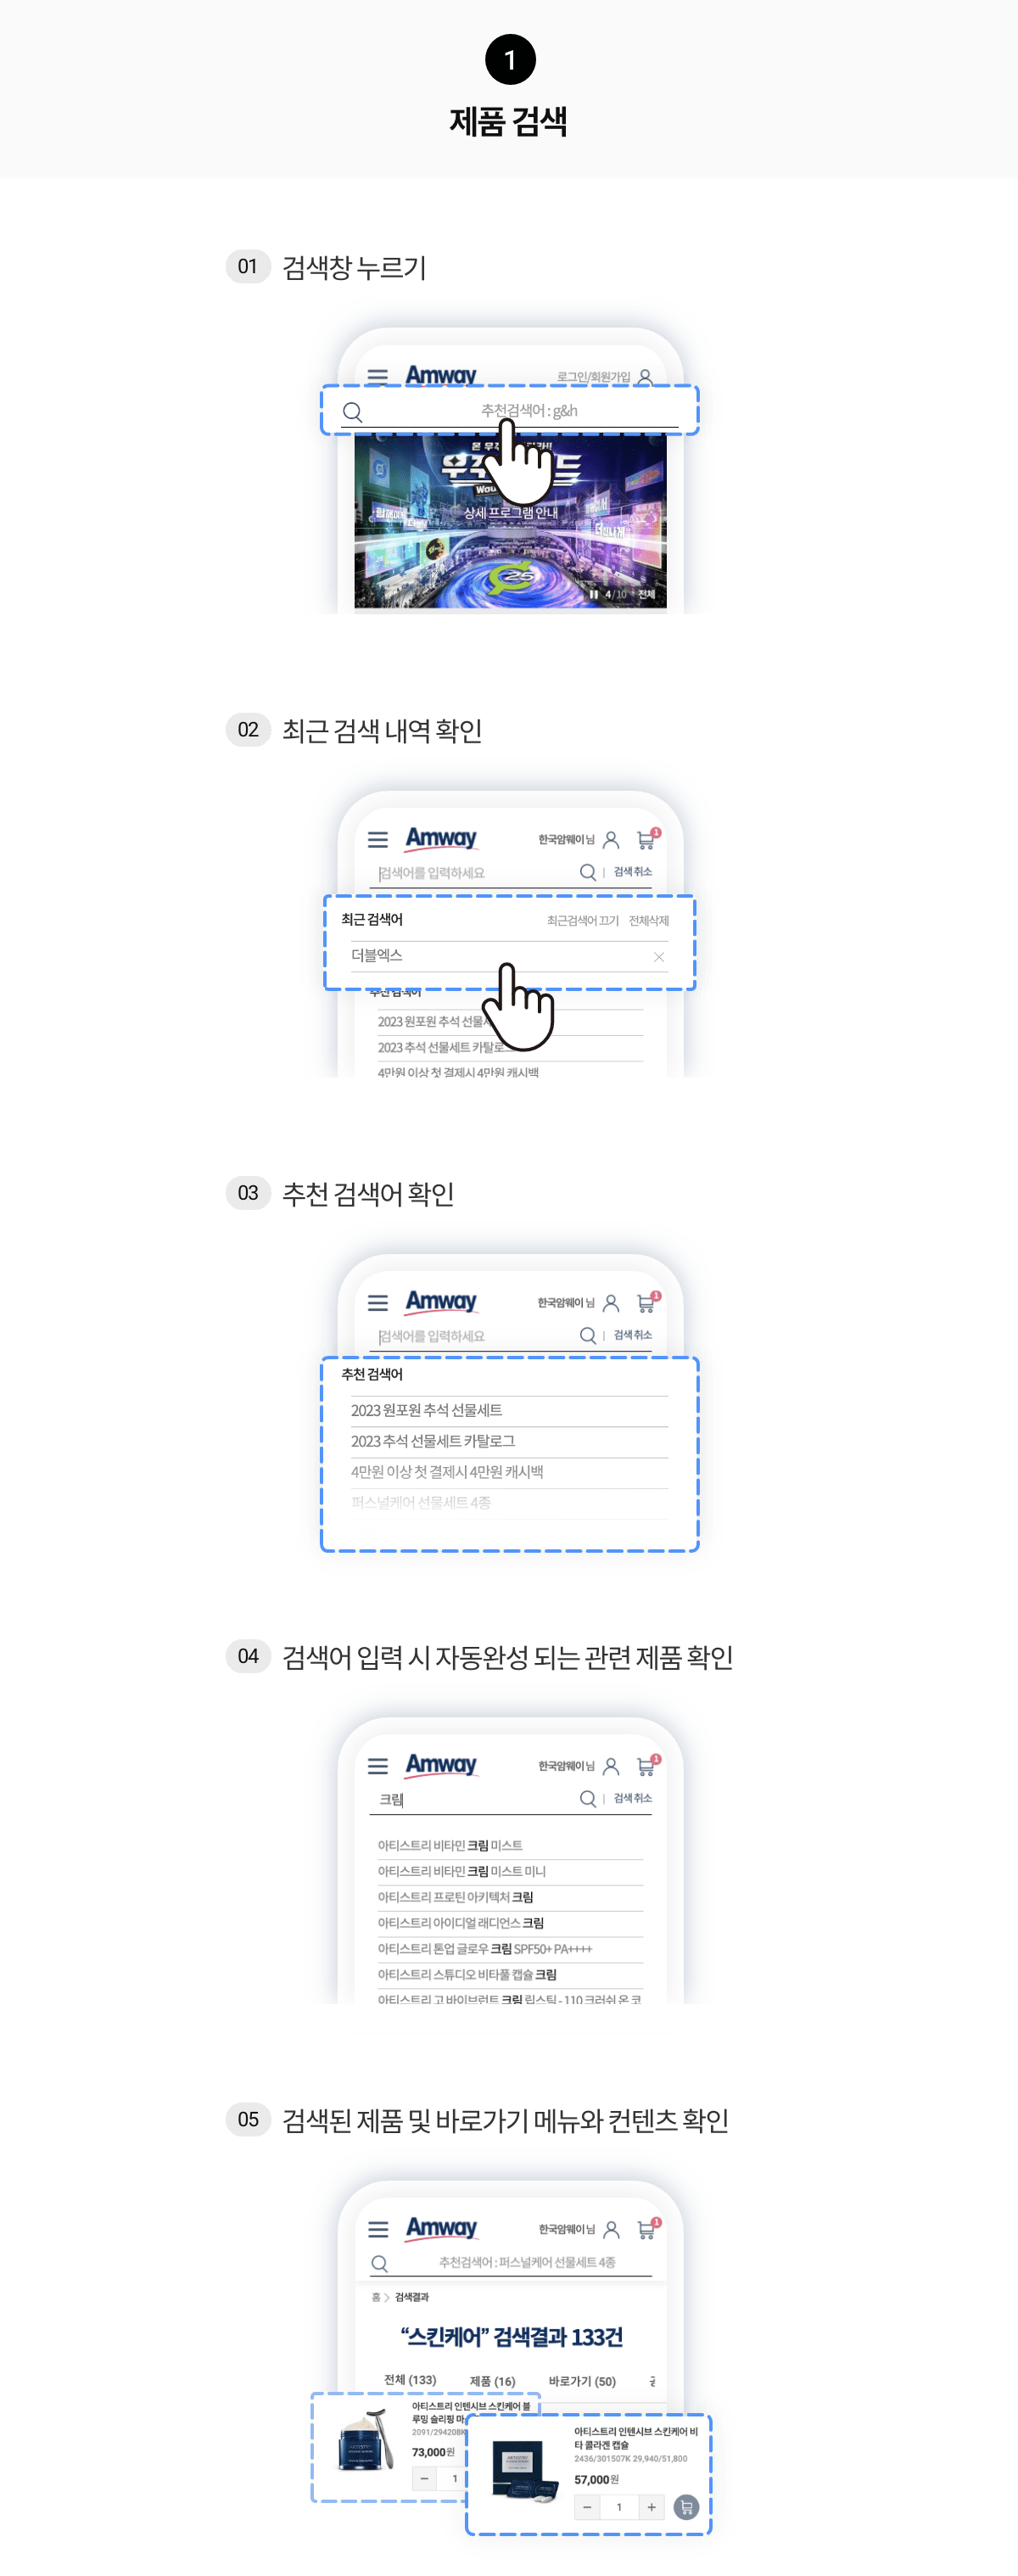 1
제품 검색
01 검색창 누르기
Amway 로그인/회원가입
추천검색어 : g&h
상세 프로그램 안내
25
4/10 전체
02 최근 검색 내역 확인
Amway 한국암웨이 님 1
검색어를 입력하세요 | 검색 취소
최근 검색어 최근검색어 끄기 전체삭제
더블엑스
추천 검색어
2023 원포원 추석 선물세
2023 추석 선물세트 카탈로
4만원 이상 첫 결제시 4만원 캐시백
03 추천 검색어 확인
Amway 한국암웨이 님 1
검색어를 입력하세요 | 검색 취소
추천 검색어
2023 원포원 추석 선물세트
2023 추석 선물세트 카탈로그
4만원 이상 첫 결제시 4만원 캐시백
퍼스널케어 선물세트 4종
04 검색어 입력 시 자동완성 되는 관련 제품 확인
Amway 한국암웨이 님 1
크림 | 검색 취소
아티스트리 비타민 크림 미스트
아티스트리 비타민 크림 미스트 미니
아티스트리 프로틴 아키텍처 크림
아티스트리 아이디얼 래디언스 크림
아티스트리 톤업 글로우 크림 SPF50+ PA++++
아티스트리 스튜디오 비타풀 캡슐 크림
아티스트리 고 바이브런트 크림 립스틱 - 110 크러쉬 온 코
05 검색된 제품 및 바로가기 메뉴와 컨텐츠 확인
Amway 한국암웨이 님 1
추천검색어 : 퍼스널케어 선물세트 4종
홈 > 검색결과
“스킨케어” 검색결과 133건
전체 (133) 제품 (16) 바로가기 (50)
아티스트리 인텐시브 스킨케어 블
루밍 슬리핑 마
2091/294208K
73,000원
− 1
아티스트리 인텐시브 스킨케어 비
타 콜라겐 캡슐
2436/301507K 29,940/51,800
57,000원
− 1 +